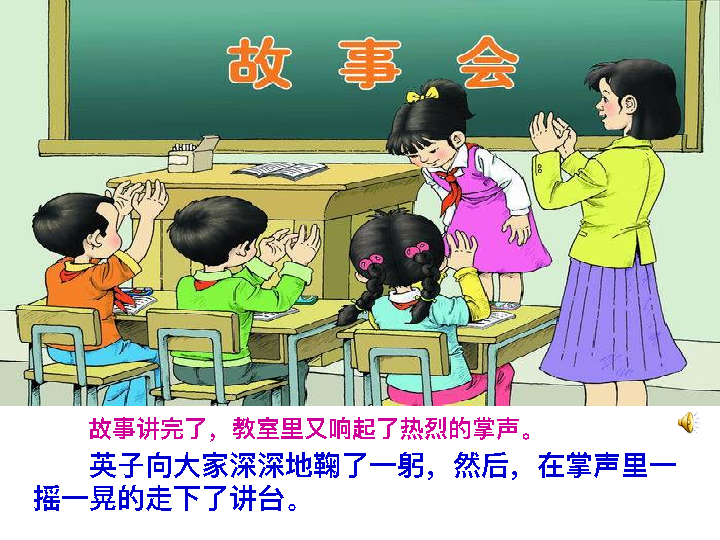 故事会
故事讲完了，教室里又响起了热烈的掌声。
英子向大家深深地鞠了一躬，然后，在掌声里一
摇一晃的走下了讲台。